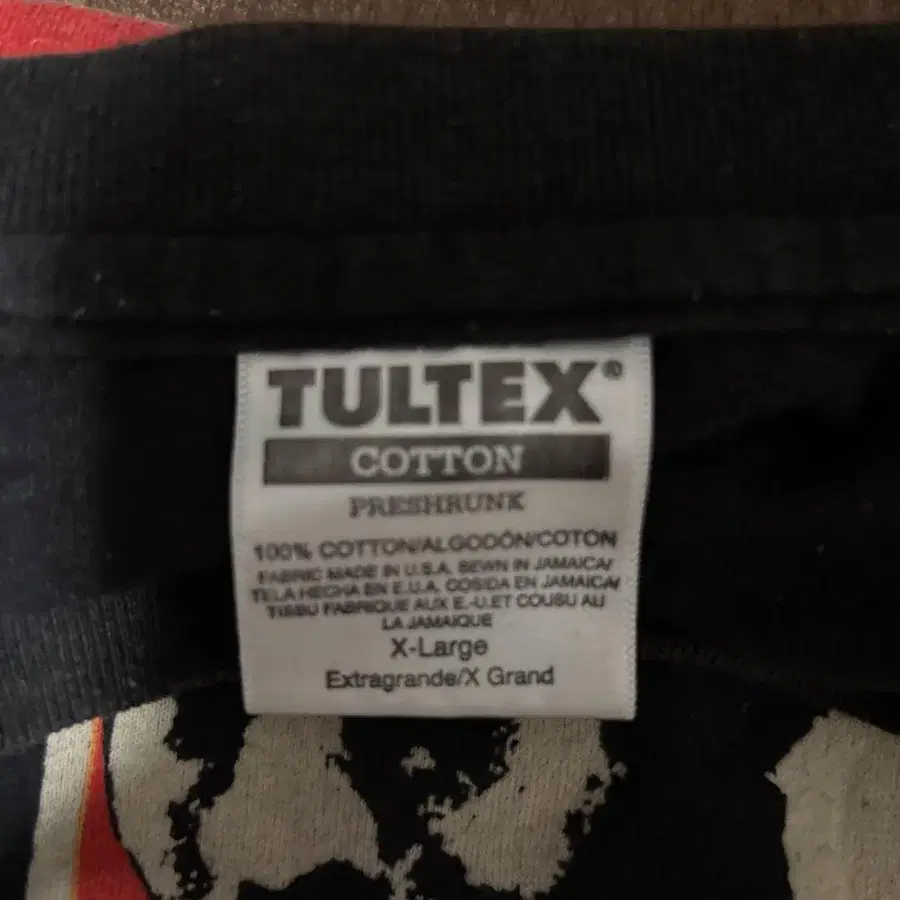 TULTEX®
COTTON
PRESHRUNK
100% COTTON/ALGODÓN/COTON
FABRIC MADE IN U.S.A. SEWN IN JAMAICA/
TELA HECHA EN E.U.A. COSIDA EN JAMAICA/
TISSU FABRIQUE AUX E.-U.ET COUSU AU
LA JAMAIQUE
X-Large
Extragrande/X Grand